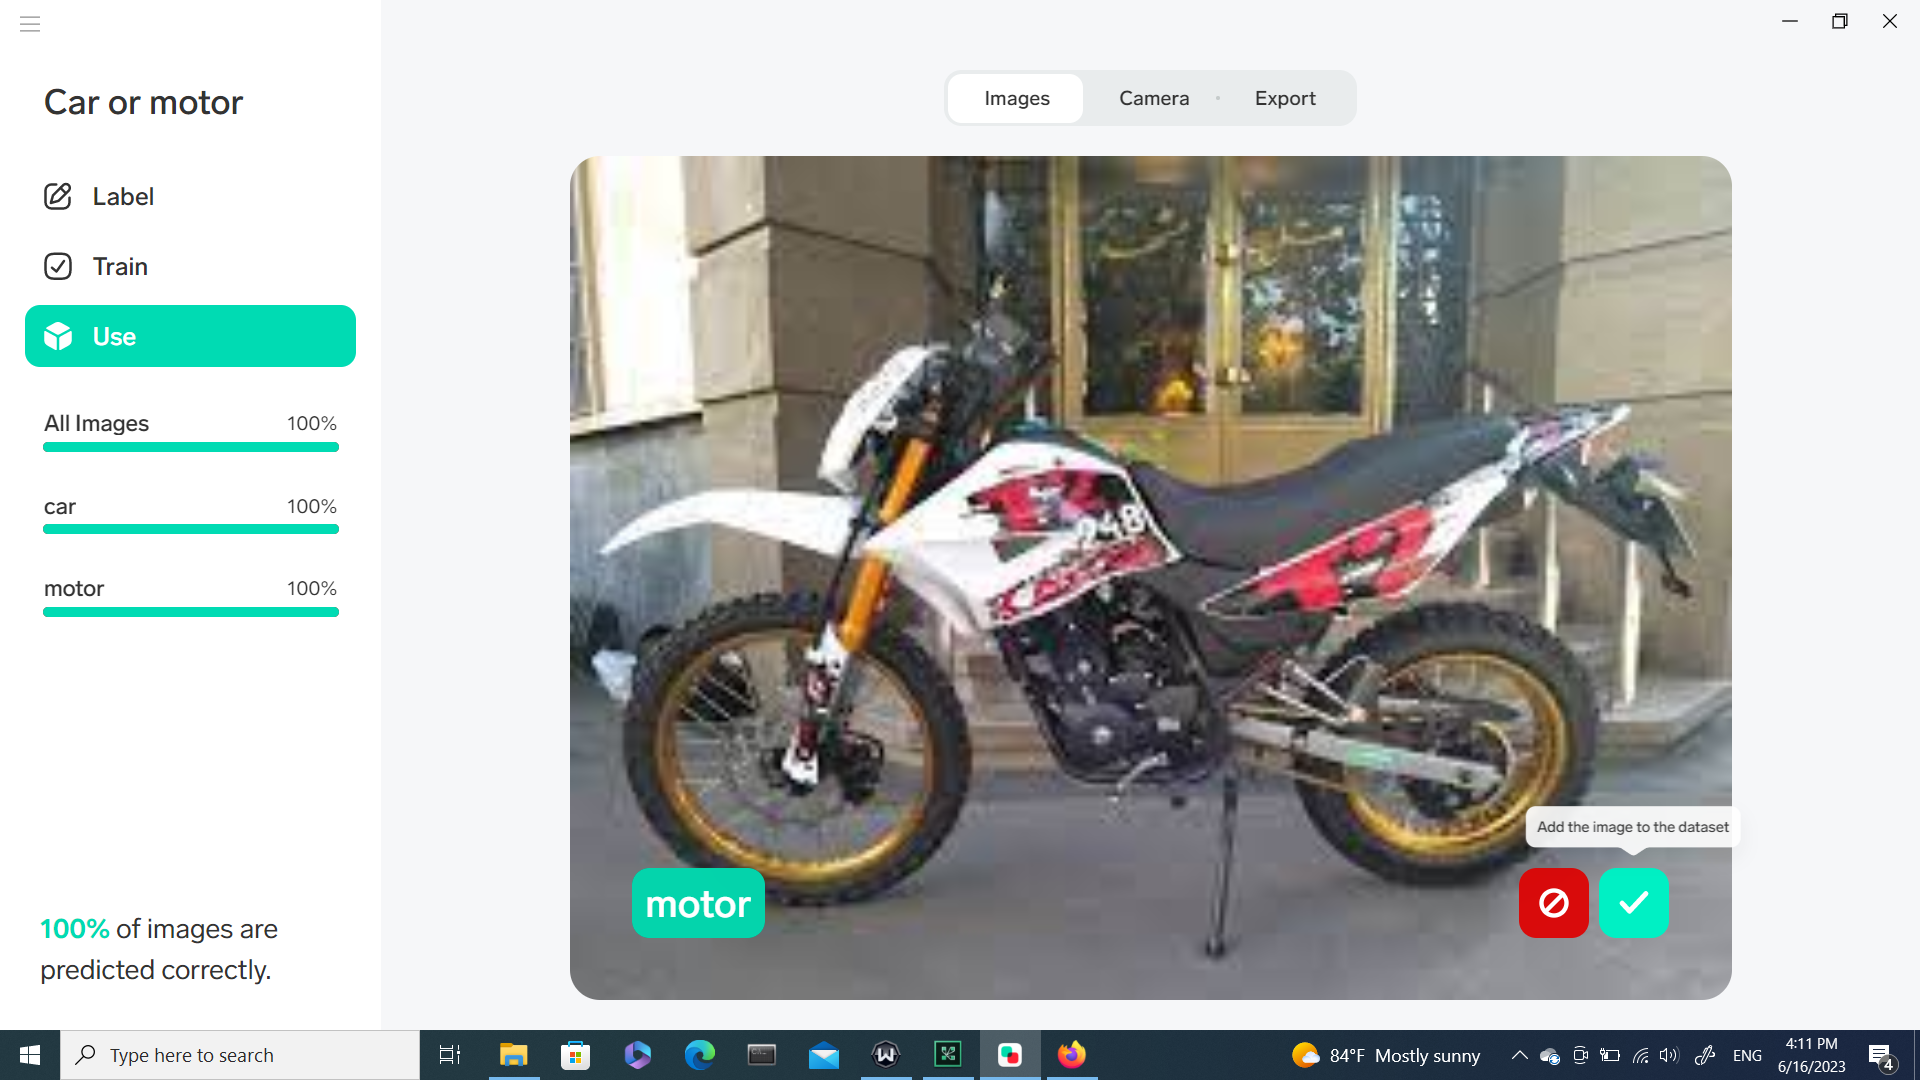 Car or motor
Label
Train
Use
All Images 100%
car 100%
motor 100%
100% of images are
predicted correctly.
Images Camera Export
948
Add the image to the dataset
motor
Type here to search
84°F Mostly sunny
ENG
4:11 PM
6/16/2023
4